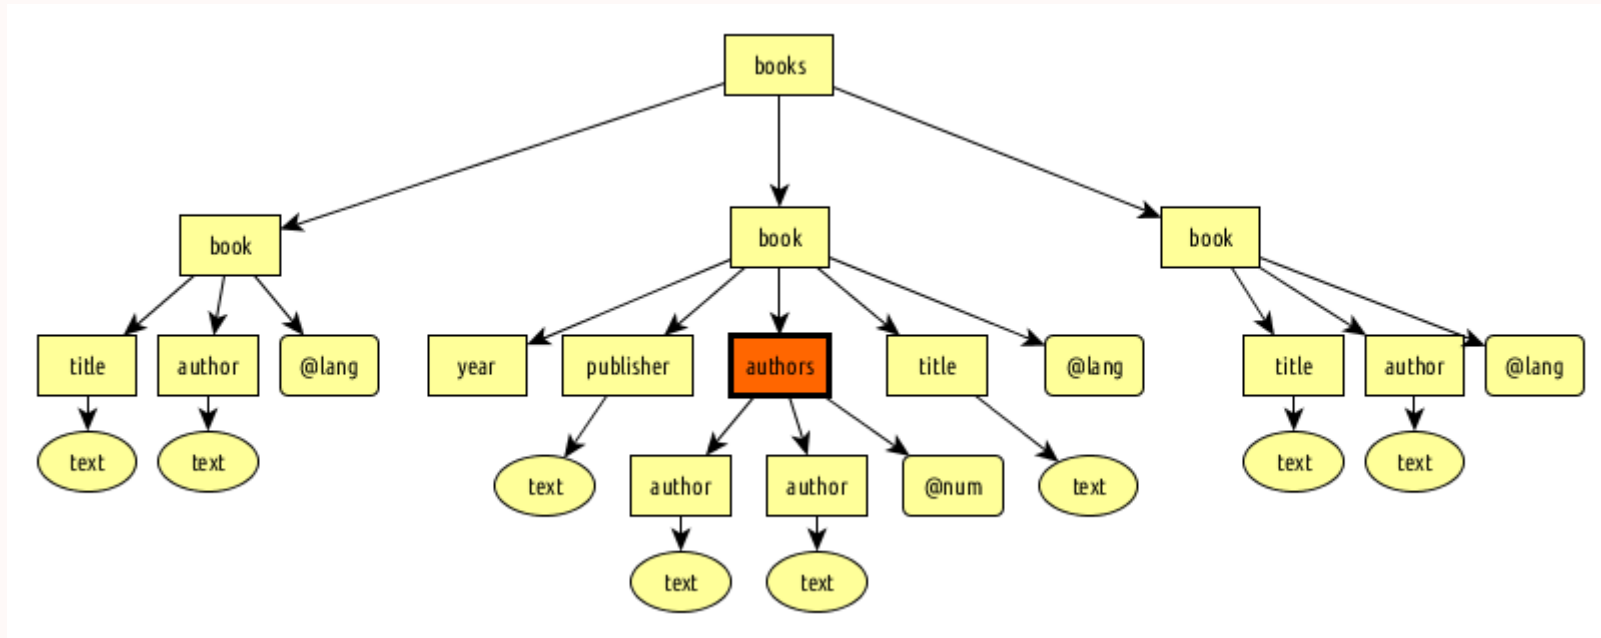 books
book
book
book
title
author
@lang
year
publisher
authors
title
@lang
title
author
@lang
text
text
text
author
author
@num
text
text
text
text
text